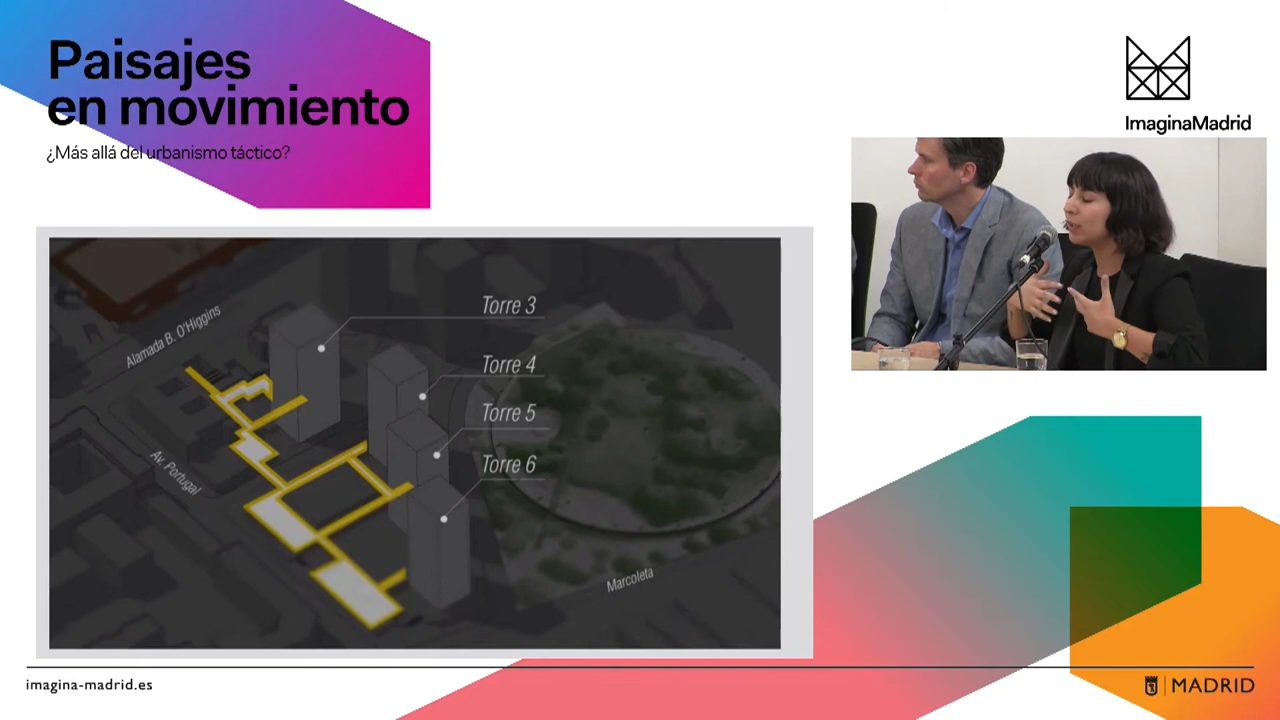 Paisajes
en movimiento
¿Más allá del urbanismo táctico?
ImaginaMadrid
Alamada B. O'Higgins
Torre 3
Torre 4
Torre 5
Torre 6
Av. Portugal
Marcoleta
imagina-madrid.es
MADRID